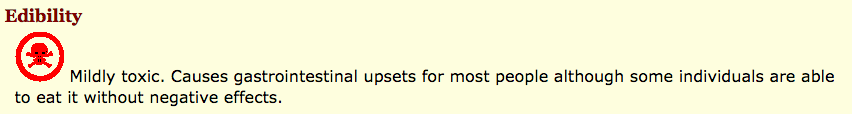 Edibility
Mildly toxic. Causes gastrointestinal upsets for most people although some individuals are able
to eat it without negative effects.